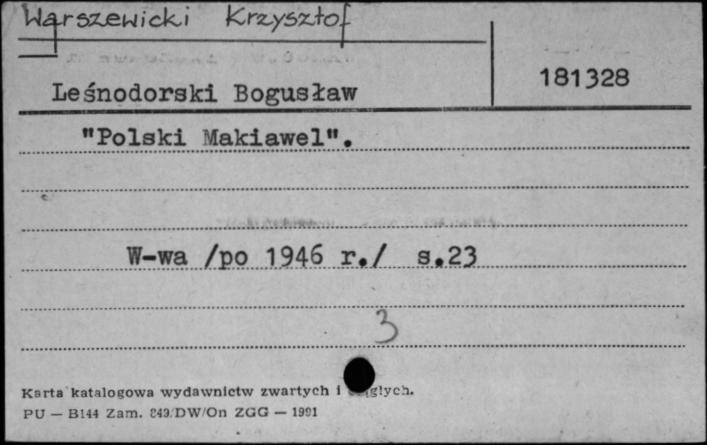 Warszewicki Krzysztof
Leśnodorski Bogusław
181328
"Polski Makiawel".
W-wa /po 1946 r./ s.23
3
Karta katalogowa wydawnictw zwartych i ciągłych.
PU — B144 Zam. 843/DW/On ZGG — 1991